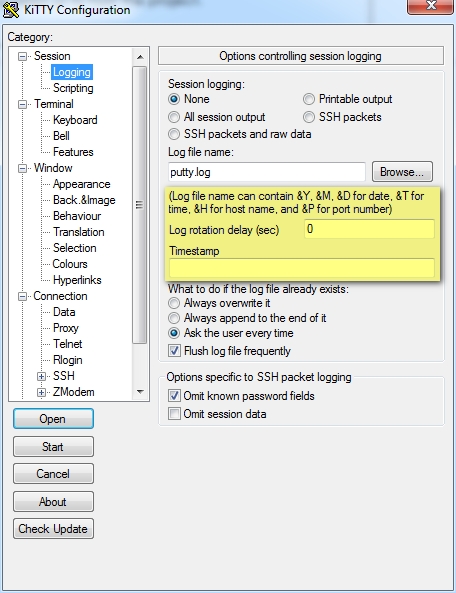 KiTTY Configuration
Category:
Session
Logging
Scripting
Terminal
Keyboard
Bell
Features
Window
Appearance
Back.&Image
Behaviour
Translation
Selection
Colours
Hyperlinks
Connection
Data
Proxy
Telnet
Rlogin
SSH
ZModem
Open
Start
Cancel
About
Check Update
Options controlling session logging
Session logging:
None
Printable output
All session output
SSH packets
SSH packets and raw data
Log file name:
putty.log
Browse...
(Log file name can contain &Y, &M, &D for date, &T for
time, &H for host name, and &P for port number)
Log rotation delay (sec)
0
Timestamp
What to do if the log file already exists:
Always overwrite it
Always append to the end of it
Ask the user every time
Flush log file frequently
Options specific to SSH packet logging
Omit known password fields
Omit session data